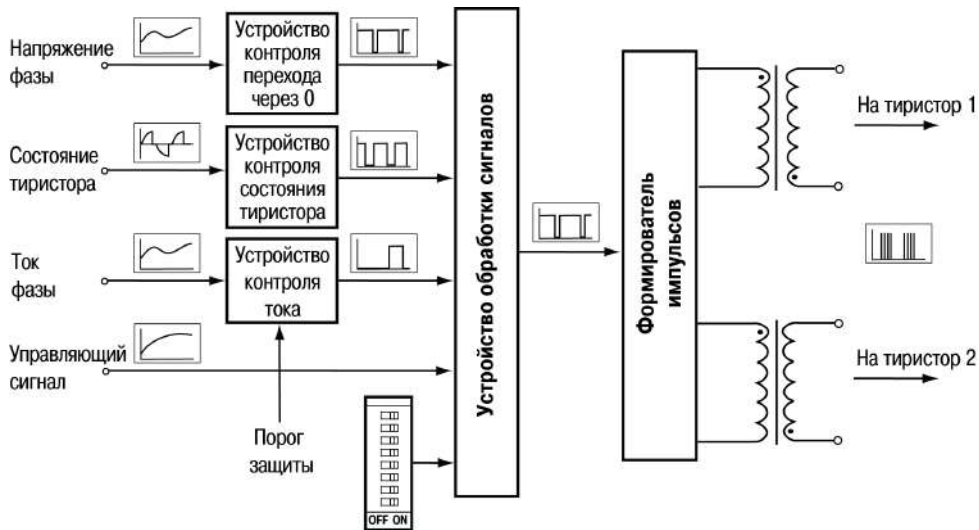 Напряжение
фазы
Устройство
контроля
перехода
через 0
Состояние
тиристора
Устройство
контроля
состояния
тиристора
Ток
фазы
Устройство
контроля
тока
Управляющий
сигнал
Порог
защиты
OFF ON
Устройство обработки сигналов
Формирователь
импульсов
На тиристор 1
На тиристор 2